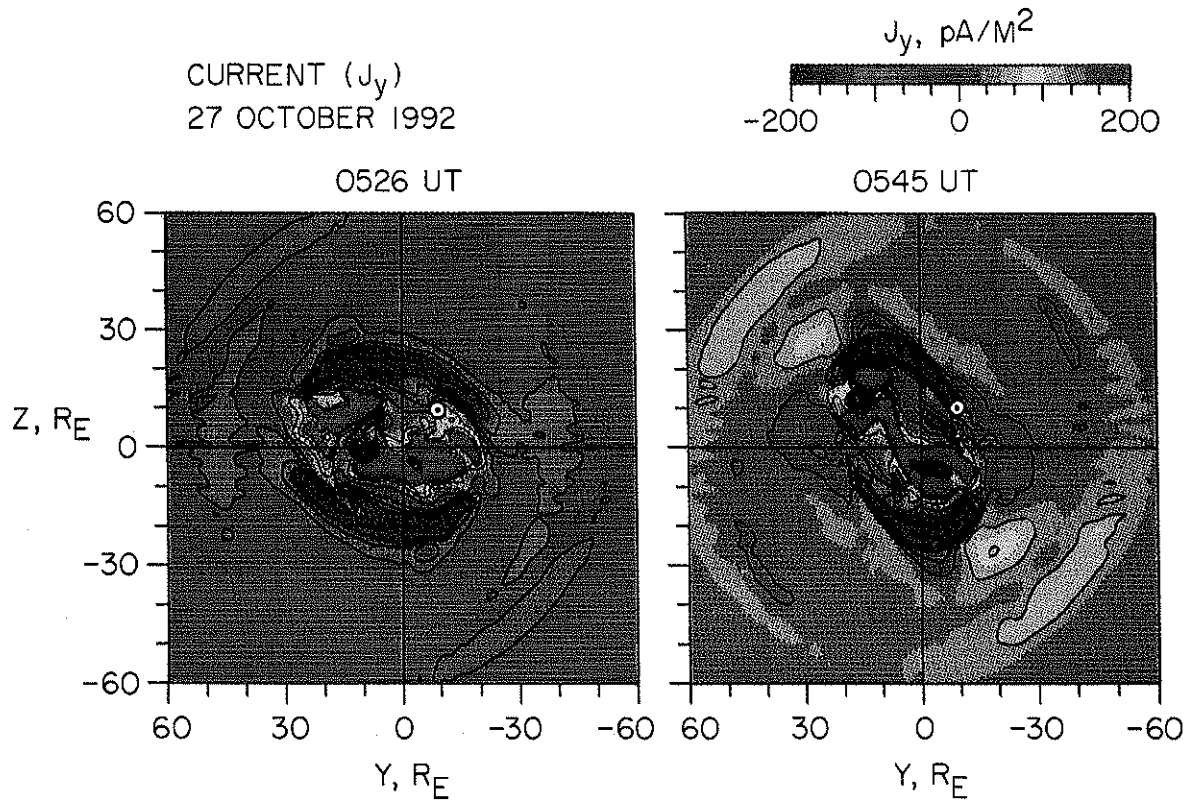 CURRENT (Jy)
27 OCTOBER 1992
Jy, pA/M2
-200 0 200
0526 UT
0545 UT
60
30
0
-30
-60
Z, RE
60 30 0 -30 -60
60 30 0 -30 -60
Y, RE
Y, RE